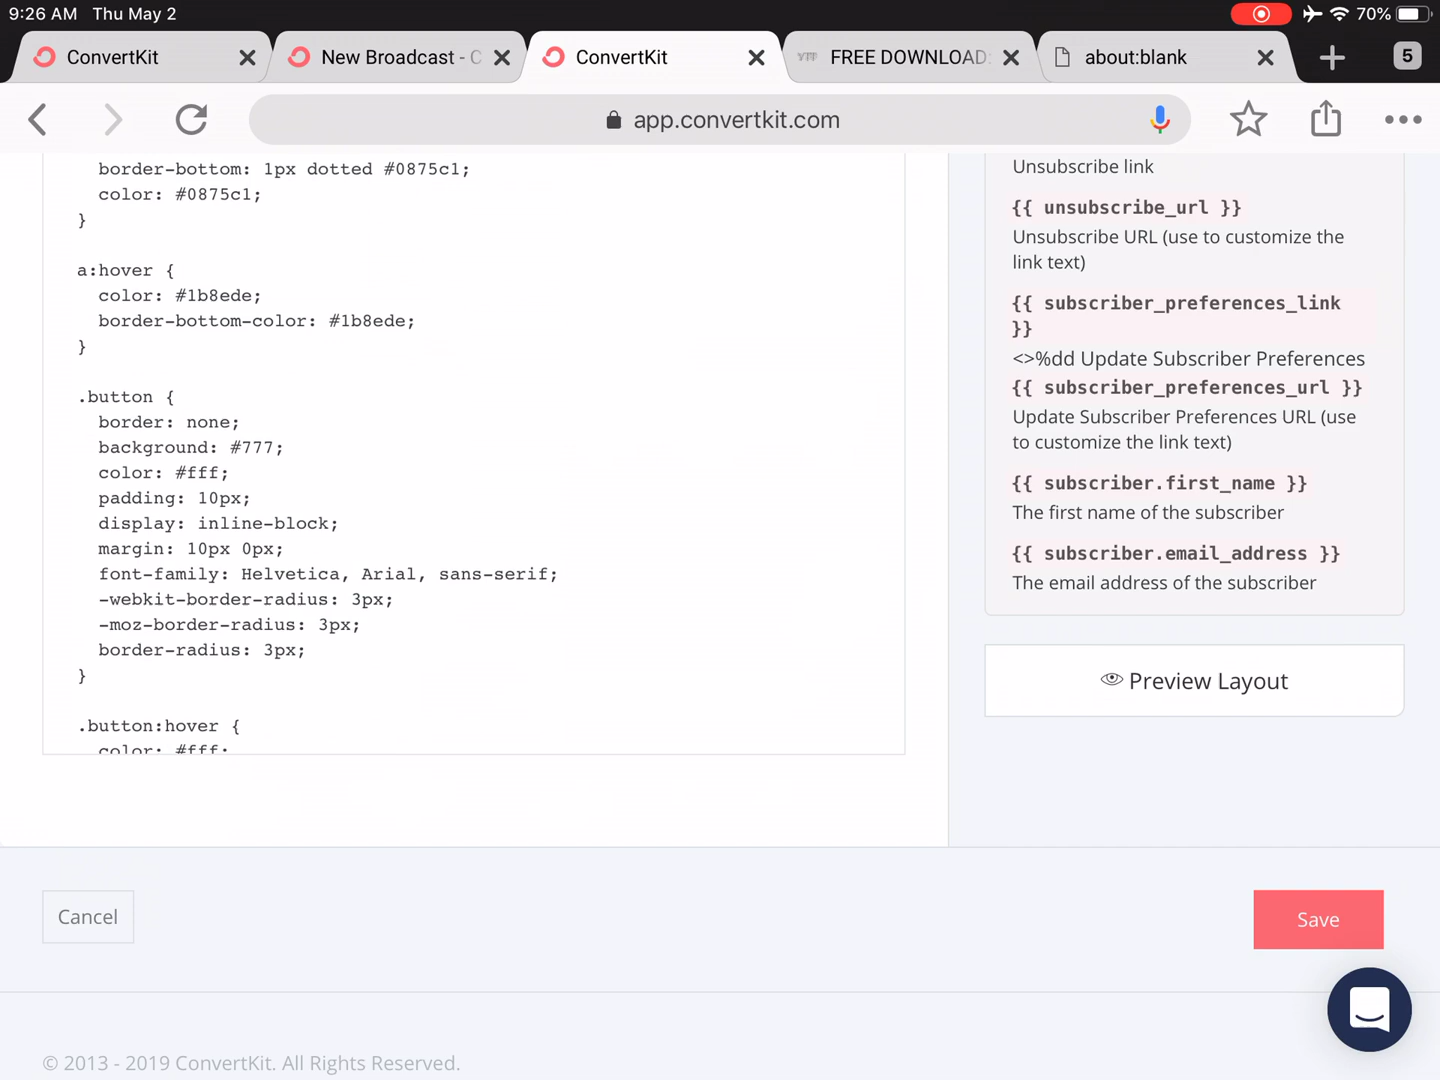 9:26 AM Thu May 2
70%
ConvertKit
New Broadcast - C
ConvertKit
YTP FREE DOWNLOAD
about:blank
5
app.convertkit.com
border-bottom: 1px dotted #0875c1;
color: #0875c1;
}
a:hover {
color: #1b8ede;
border-bottom-color: #1b8ede;
}
.button {
border: none;
background: #777;
color: #fff;
padding: 10px;
display: inline-block;
margin: 10px 0px;
font-family: Helvetica, Arial, sans-serif;
-webkit-border-radius: 3px;
-moz-border-radius: 3px;
border-radius: 3px;
}
.button:hover {
color: #fff;
Unsubscribe link
{{ unsubscribe_url }}
Unsubscribe URL (use to customize the
link text)
{{ subscriber_preferences_link
}}
<>%dd Update Subscriber Preferences
{{ subscriber_preferences_url }}
Update Subscriber Preferences URL (use
to customize the link text)
{{ subscriber.first_name }}
The first name of the subscriber
{{ subscriber.email_address }}
The email address of the subscriber
Preview Layout
Cancel
Save
© 2013 - 2019 ConvertKit. All Rights Reserved.